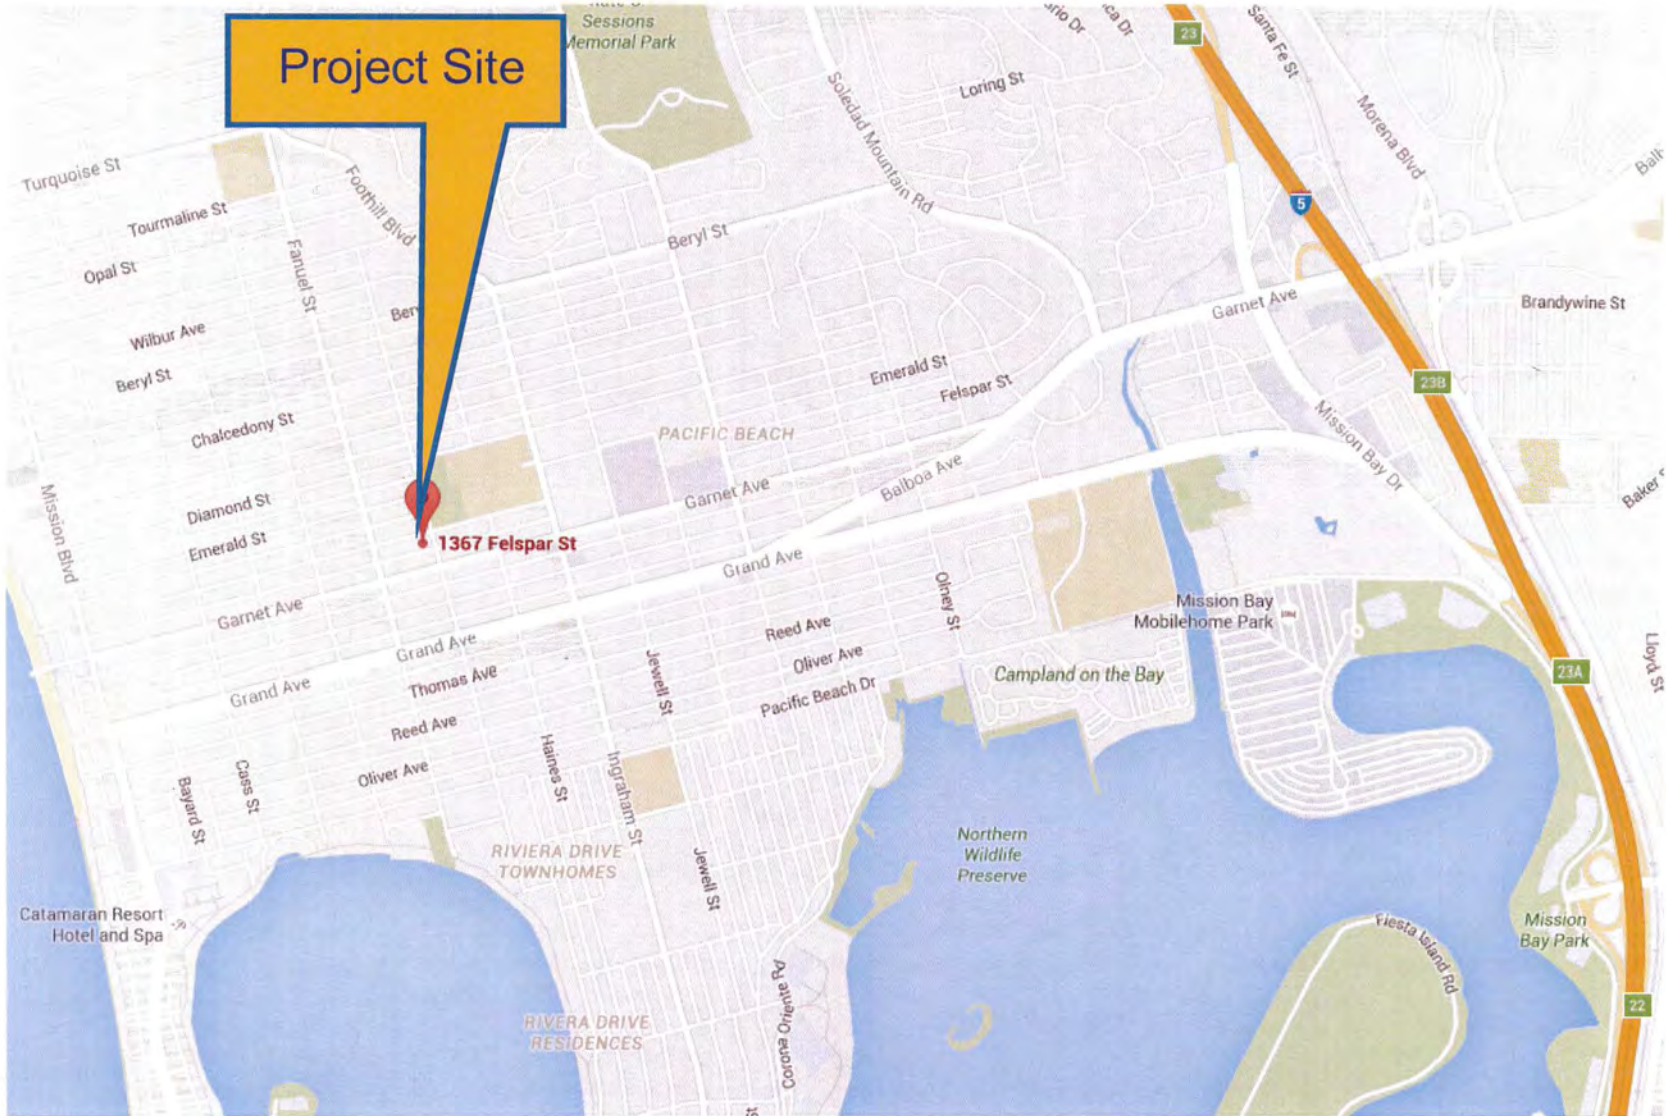 Project Site
Sessions
Memorial Park
23
Santa Fe St
Loring St
Soledad Mountain Rd
Morena Blvd
Turquoise St
Foothill Blvd
Tourmaline St
5
Beryl St
Fanuel St
Opal St
Garnet Ave
Brandywine St
Wilbur Ave
Beryl St
Emerald St
Felspar St
23B
Chalcedony St
PACIFIC BEACH
Mission Bay Dr
Mission Blvd
Garnet Ave
Balboa Ave
Diamond St
Emerald St
1367 Felspar St
Grand Ave
Olney St
Garnet Ave
Mission Bay
Mobilehome Park
Reed Ave
Grand Ave
Jewell St
Oliver Ave
Lloyd St
Grand Ave
Thomas Ave
Campland on the Bay
23A
Pacific Beach Dr
Reed Ave
Haines St
Ingraham St
Oliver Ave
Cass St
Bayard St
Northern
Wildlife
Preserve
RIVIERA DRIVE
TOWNHOMES
Jewell St
Catamaran Resort
Hotel and Spa
Fiesta Island Rd
Mission
Bay Park
22
RIVERA DRIVE
RESIDENCES